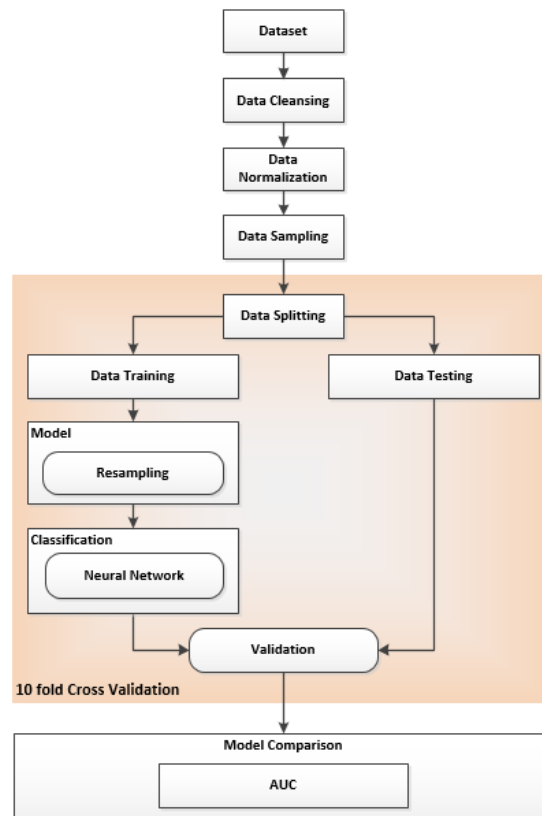 Dataset
Data Cleansing
Data
Normalization
Data Sampling
Data Splitting
Data Training
Data Testing
Model
Resampling
Classification
Neural Network
Validation
10 fold Cross Validation
Model Comparison
AUC